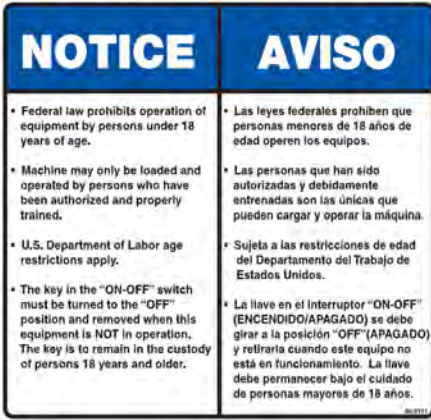 NOTICE
• Federal law prohibits operation of
equipment by persons under 18
years of age.
• Machine may only be loaded and
operated by persons who have
been authorized and properly
trained.
• U.S. Department of Labor age
restrictions apply.
• The key in the "ON-OFF" switch
must be turned to the "OFF"
position and removed when this
equipment is NOT in operation.
The key is to remain in the custody
of persons 18 years and older.
AVISO
• Las leyes federales prohiben que
personas menores de 18 años de
edad operen los equipos.
• Las personas que han sido
autorizadas y debidamente
entrenadas son las únicas que
pueden cargar y operar la máquina.
• Sujeta a las restricciones de edad
del Departamento del Trabajo de
Estados Unidos.
• La llave en el interruptor "ON-OFF"
(ENCENDIDO/APAGADO) se debe
girar a la posición "OFF"(APAGADO)
y retirarla cuando este equipo no
está en funcionamiento. La llave
debe permanecer bajo el cuidado
de personas mayores de 18 años.